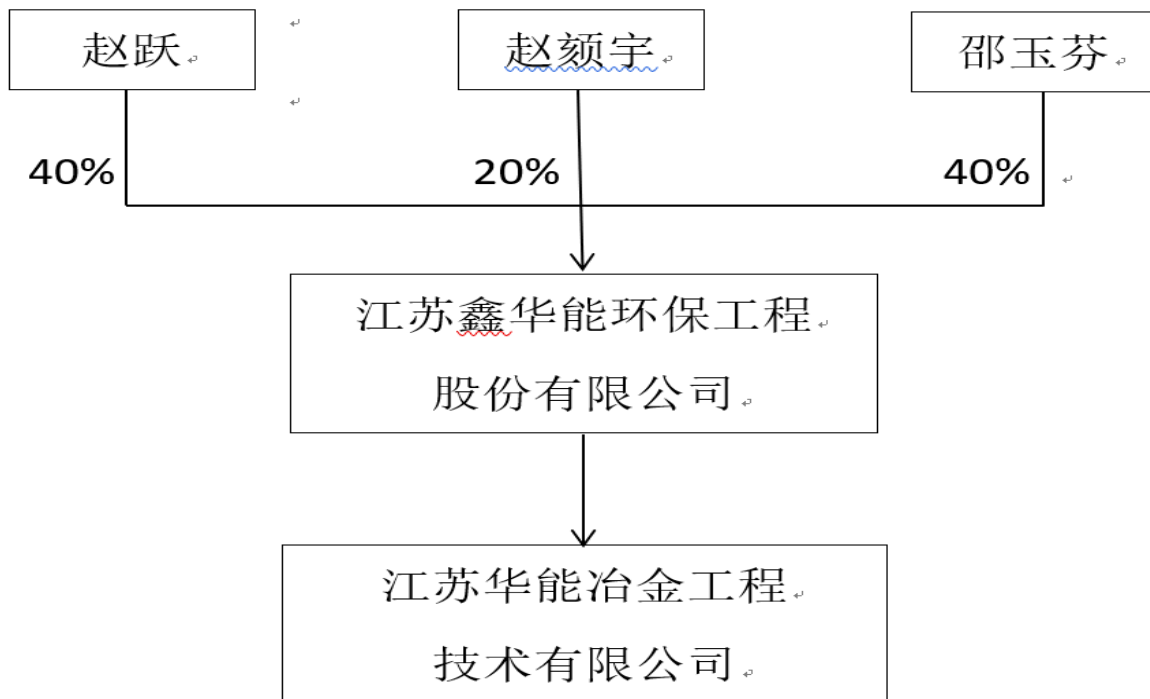 赵跃
赵颏宇
邵玉芬
40%
20%
40%
江苏鑫华能环保工程
股份有限公司
江苏华能冶金工程
技术有限公司